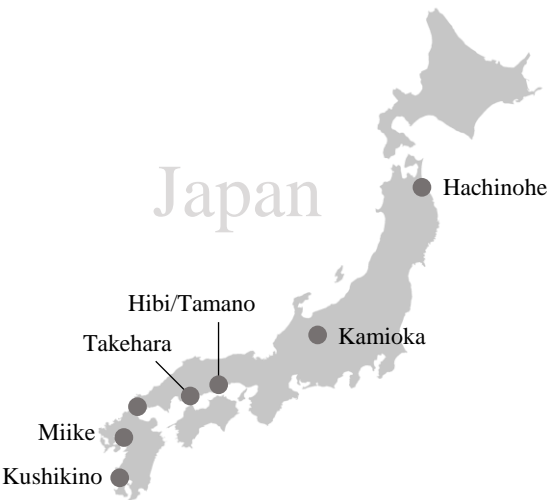 Japan
Hachinohe
Hibi/Tamano
Kamioka
Takehara
Miike
Kushikino